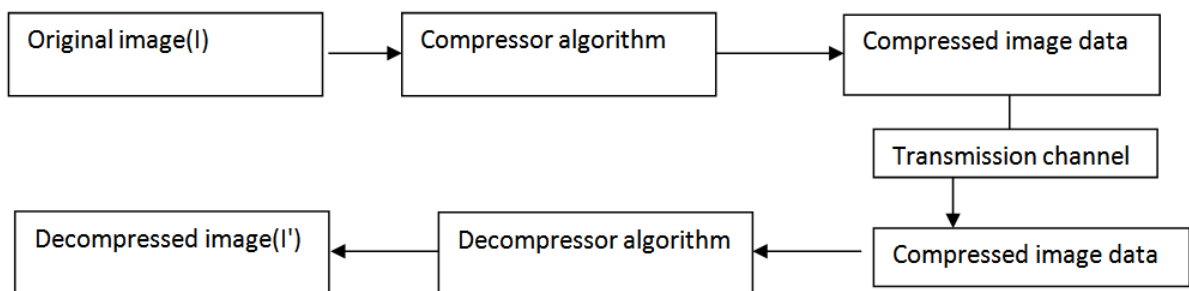 Original image(I)
Compressor algorithm
Compressed image data
Transmission channel
Decompressed image(I')
Decompressor algorithm
Compressed image data